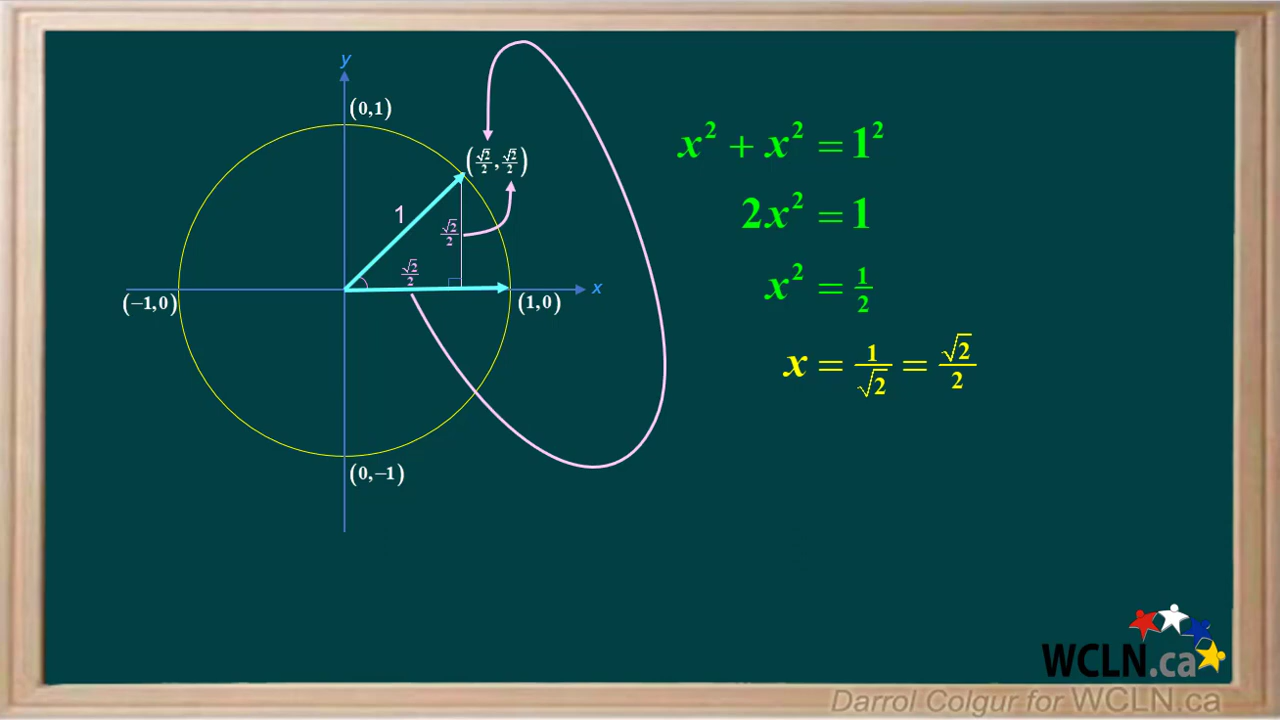 y
(0,1)
(√2/2, √2/2)
1
√2/2
√2/2
x
(−1,0)
(1,0)
(0,−1)
x² + x² = 1²
2x² = 1
x² = 1/2
x = 1/√2 = √2/2
WCLN.ca
Darrol Colgur for WCLN.ca